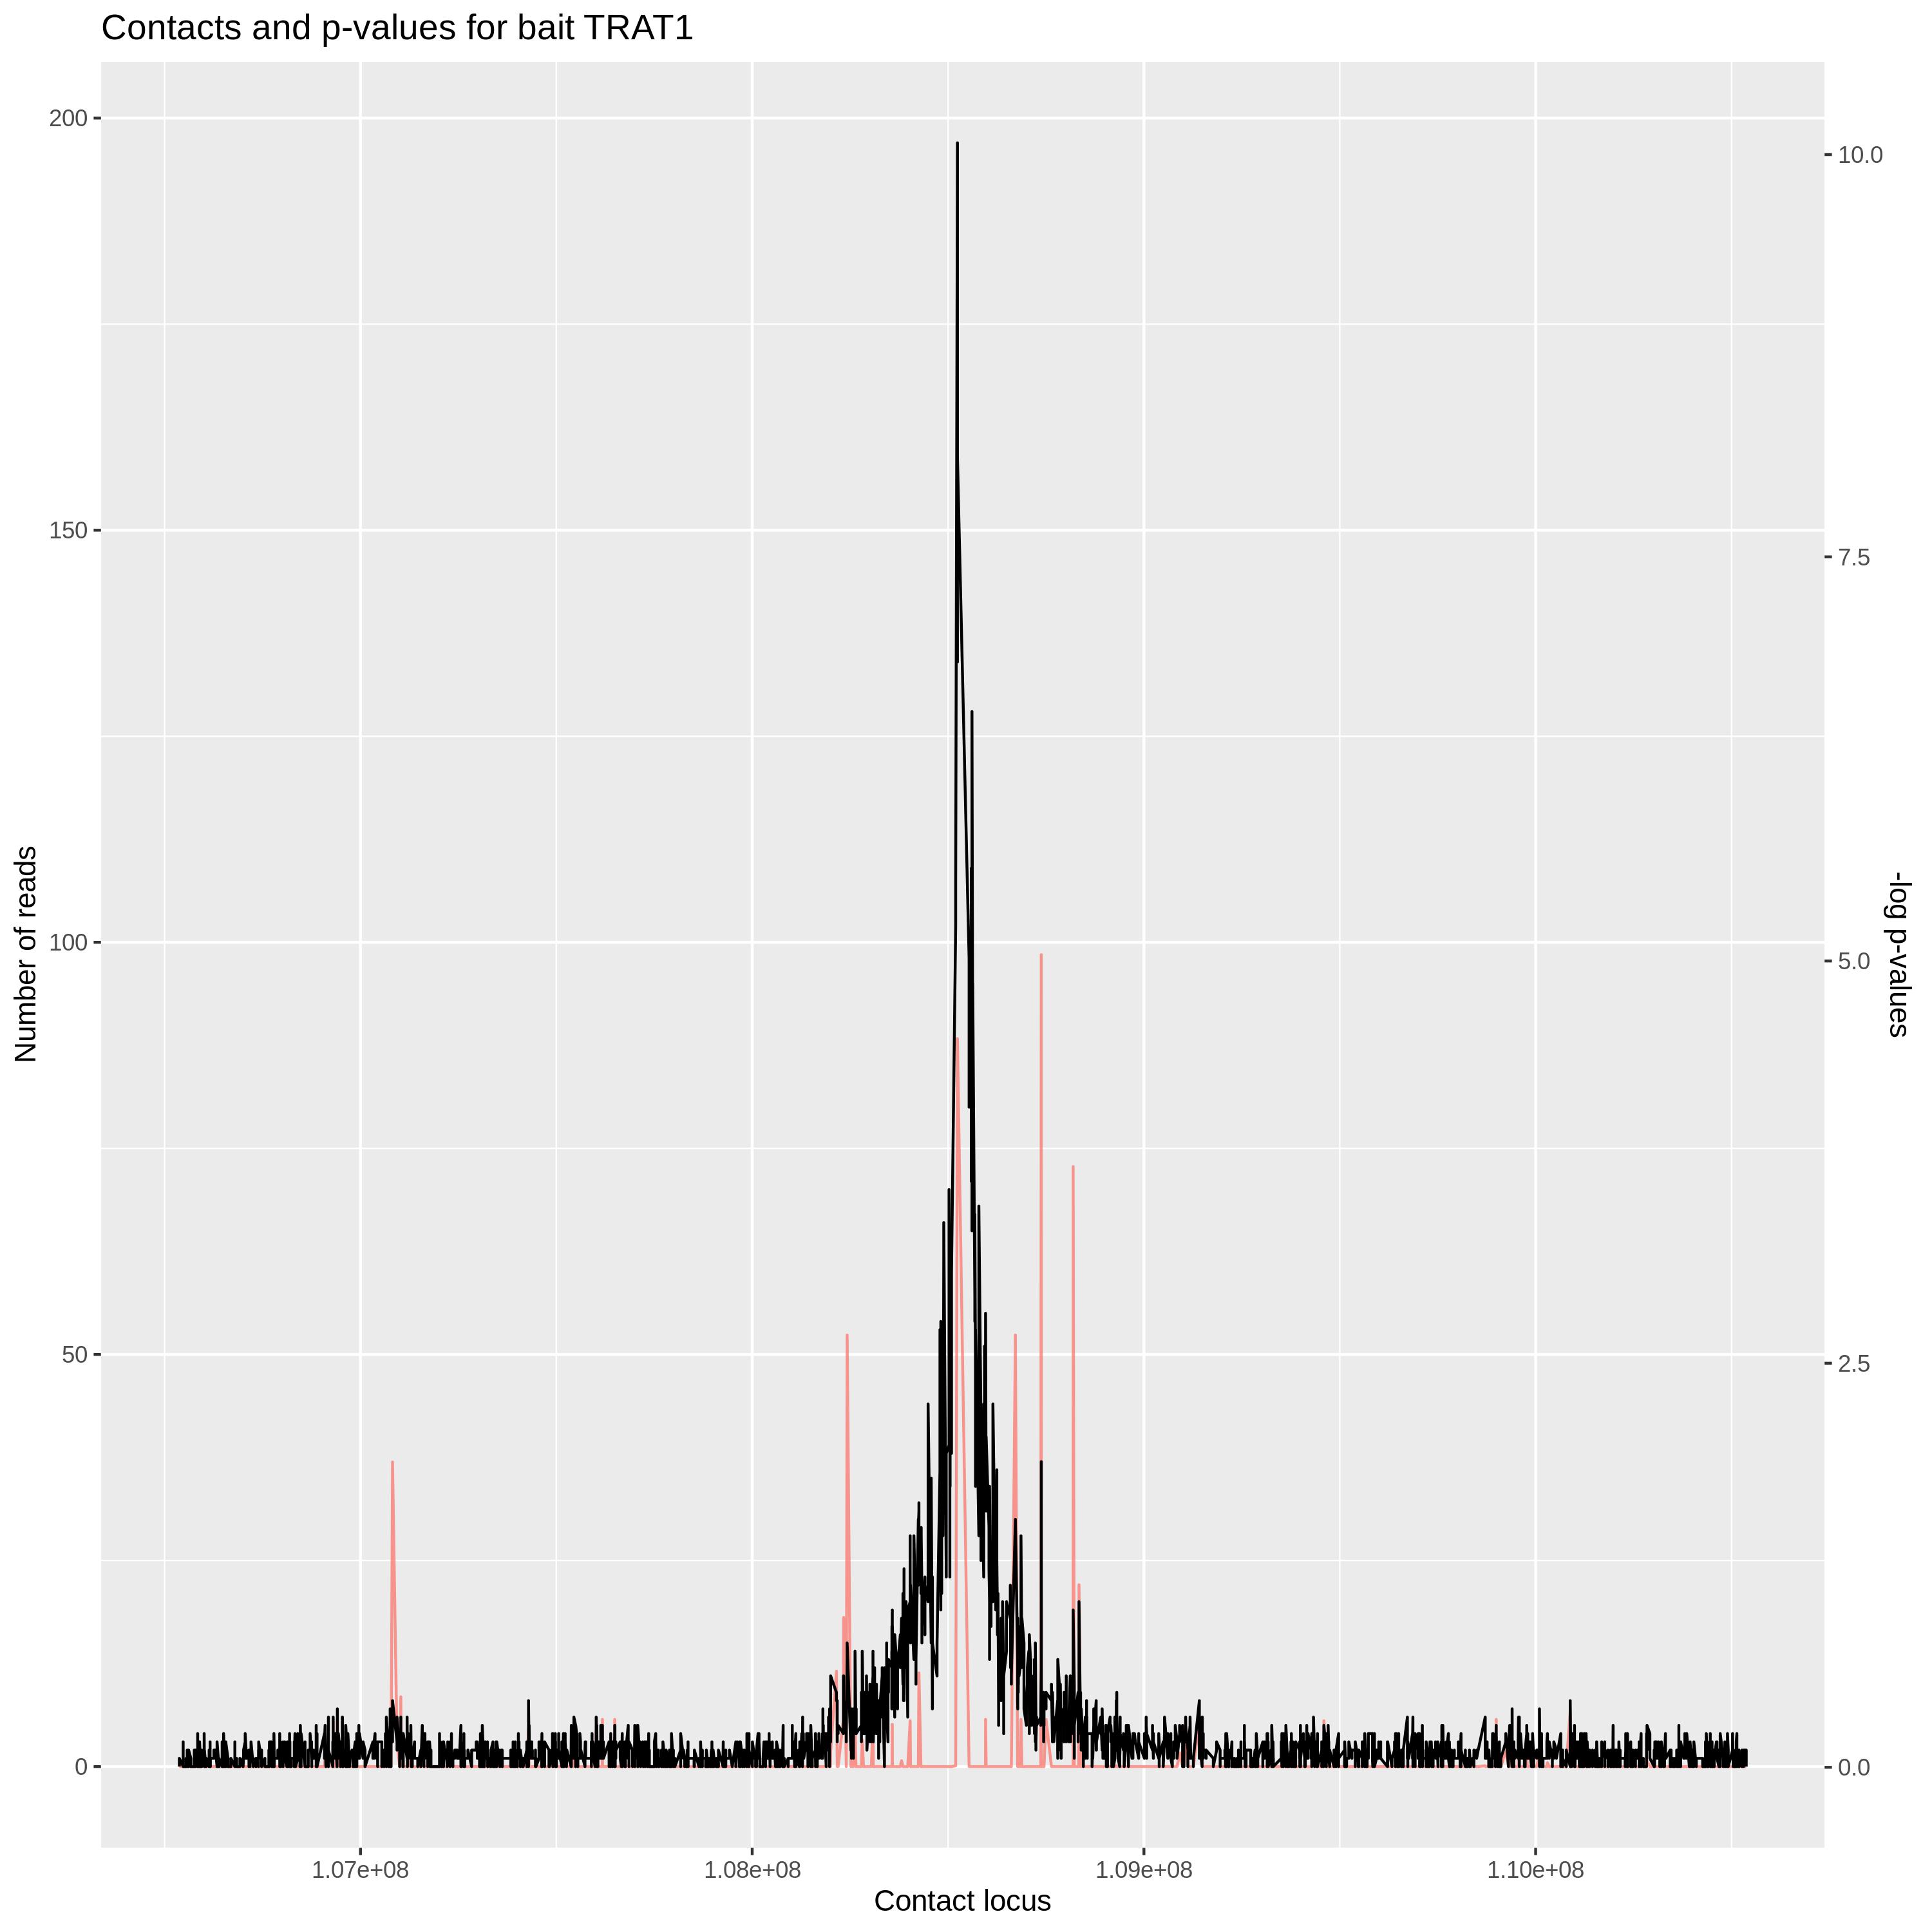 Contacts and p-values for bait TRAT1
200
150
100
50
0
Number of reads
10.0
7.5
5.0
2.5
0.0
-log p-values
1.07e+08
1.08e+08
1.09e+08
1.10e+08
Contact locus